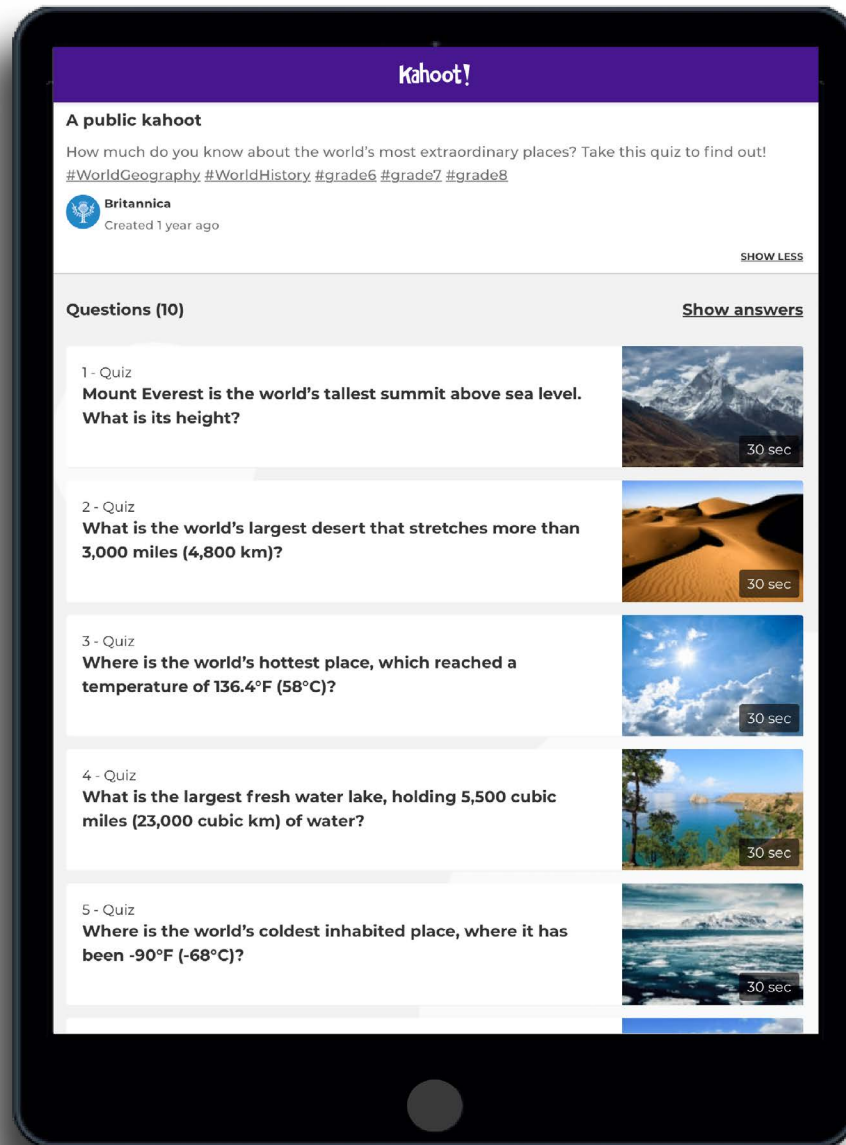 Kahoot!
A public kahoot
How much do you know about the world's most extraordinary places? Take this quiz to find out!
#WorldGeography #WorldHistory #grade6 #grade7 #grade8
Britannica
Created 1 year ago
SHOW LESS
Questions (10)
Show answers
1 - Quiz
Mount Everest is the world's tallest summit above sea level.
What is its height?
30 sec
2 - Quiz
What is the world's largest desert that stretches more than
3,000 miles (4,800 km)?
30 sec
3 - Quiz
Where is the world's hottest place, which reached a
temperature of 136.4°F (58°C)?
30 sec
4 - Quiz
What is the largest fresh water lake, holding 5,500 cubic
miles (23,000 cubic km) of water?
30 sec
5 - Quiz
Where is the world's coldest inhabited place, where it has
been -90°F (-68°C)?
30 sec